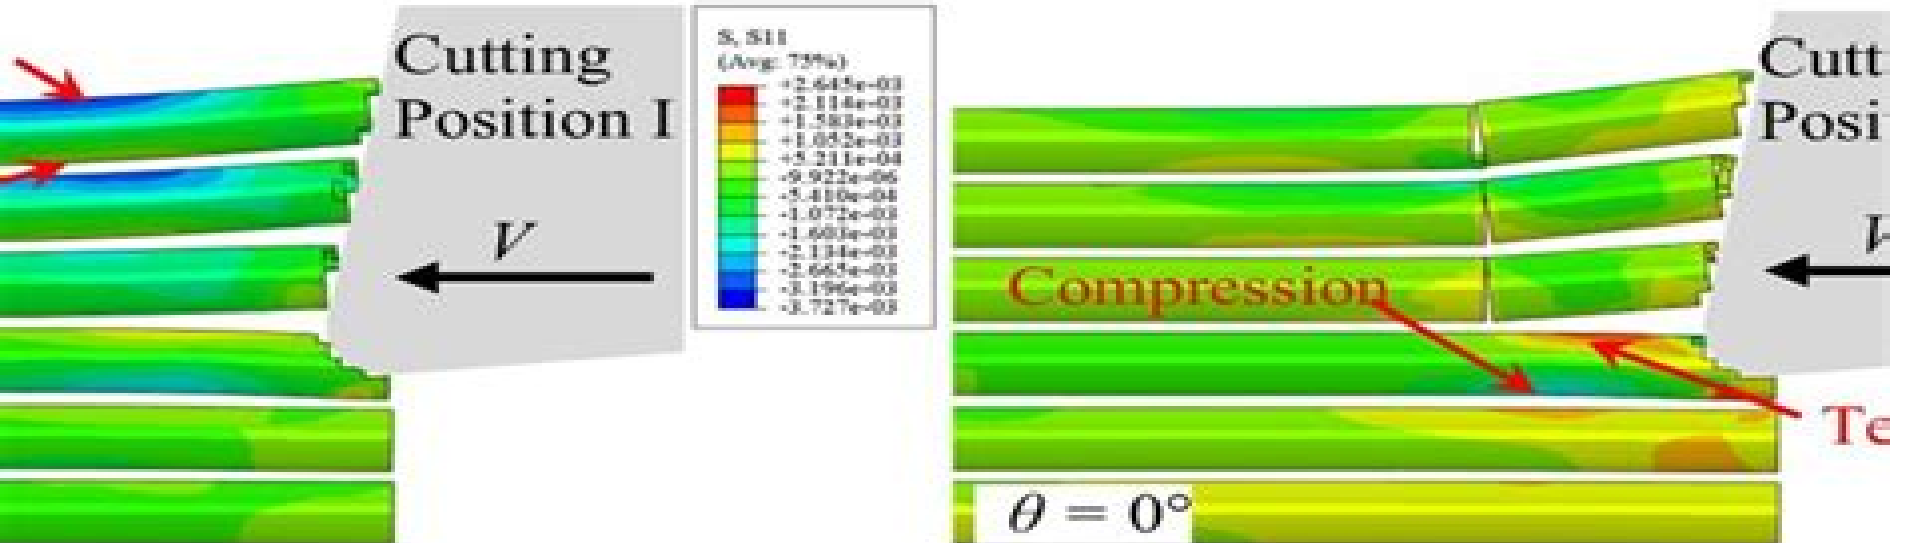 Cutting
Position I
V
S, S11
(Avg: 75%)
+2.645e-03
+2.114e-03
+1.583e-03
+1.052e-03
+5.211e-04
-9.922e-06
-5.410e-04
-1.072e-03
-1.603e-03
-2.134e-03
-2.665e-03
-3.196e-03
-3.727e-03
Cutt
Posi
V
Compression
Te
θ = 0°